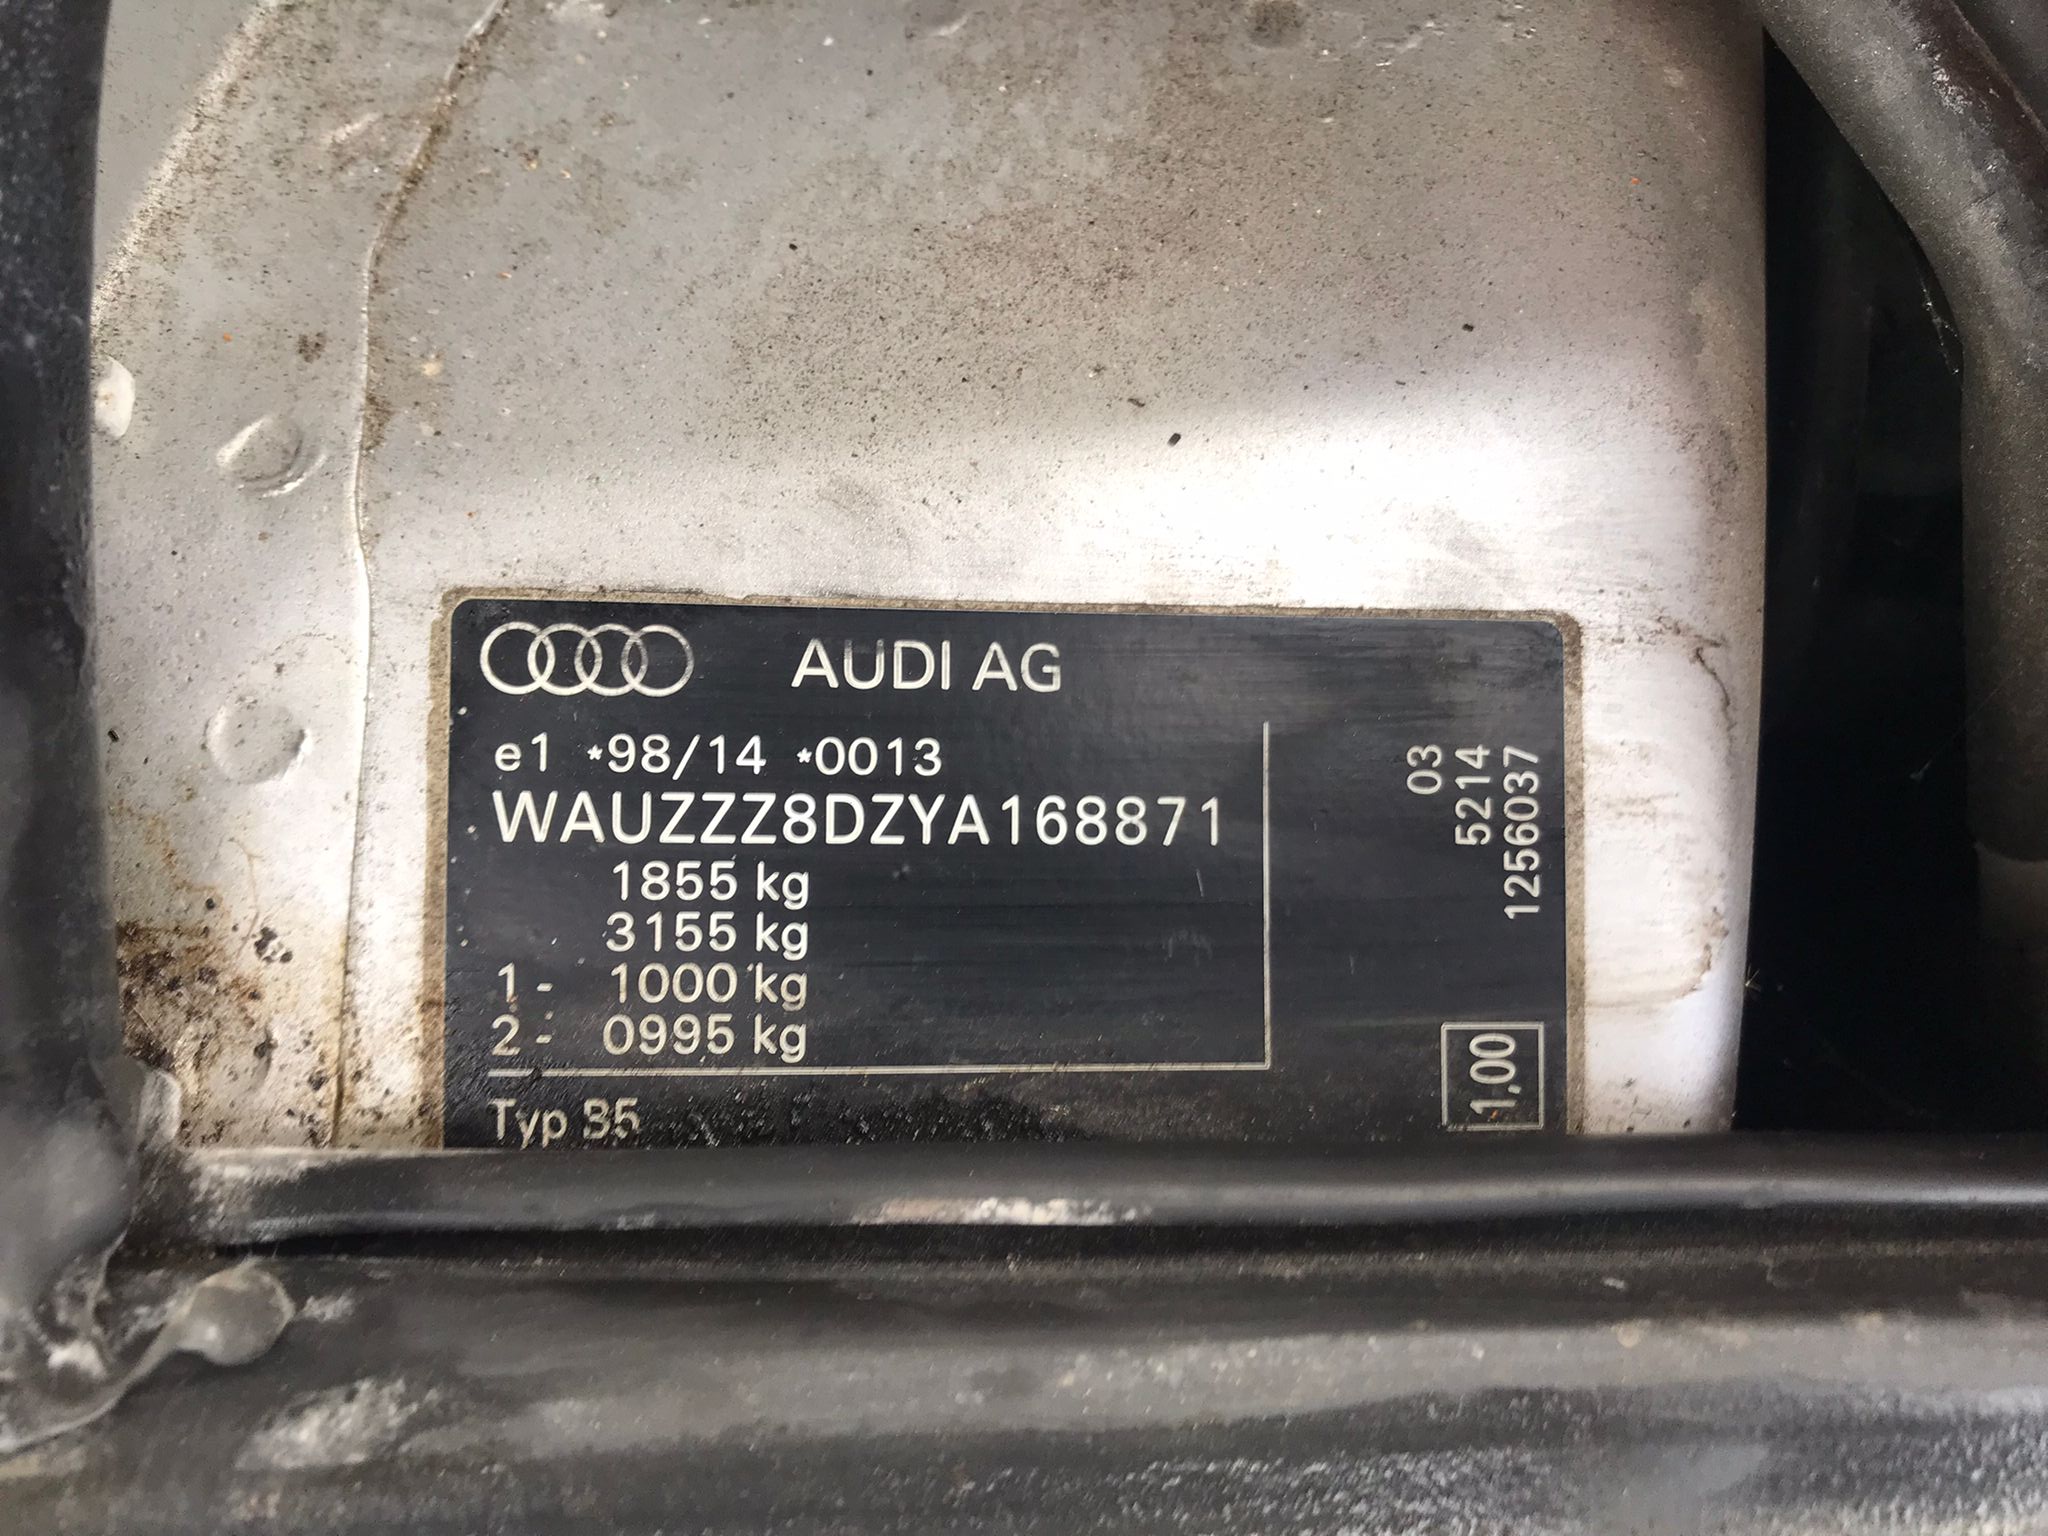 AUDI AG
e1 *98/14 *0013
WAUZZZ8DZYA168871
1855 kg
3155 kg
1- 1000 kg
2- 0995 kg
Typ B5
03
5214
1256037
1,00